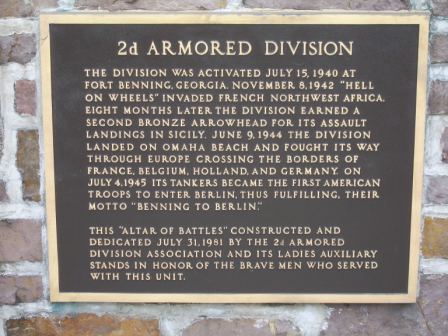 2d ARMORED DIVISION
THE DIVISION WAS ACTIVATED JULY 15, 1940 AT
FORT BENNING, GEORGIA. NOVEMBER 8, 1942 "HELL
ON WHEELS" INVADED FRENCH NORTHWEST AFRICA.
EIGHT MONTHS LATER THE DIVISION EARNED A
SECOND BRONZE ARROWHEAD FOR ITS ASSAULT
LANDINGS IN SICILY. JUNE 9, 1944 THE DIVISION
LANDED ON OMAHA BEACH AND FOUGHT ITS WAY
THROUGH EUROPE CROSSING THE BORDERS OF
FRANCE, BELGIUM, HOLLAND, AND GERMANY. ON
JULY 4, 1945 ITS TANKERS BECAME THE FIRST AMERICAN
TROOPS TO ENTER BERLIN, THUS FULFILLING, THEIR
MOTTO "BENNING TO BERLIN."
THIS "ALTAR OF BATTLES" CONSTRUCTED AND
DEDICATED JULY 31, 1981 BY THE 2d ARMORED
DIVISION ASSOCIATION AND ITS LADIES AUXILIARY
STANDS IN HONOR OF THE BRAVE MEN WHO SERVED
WITH THIS UNIT.